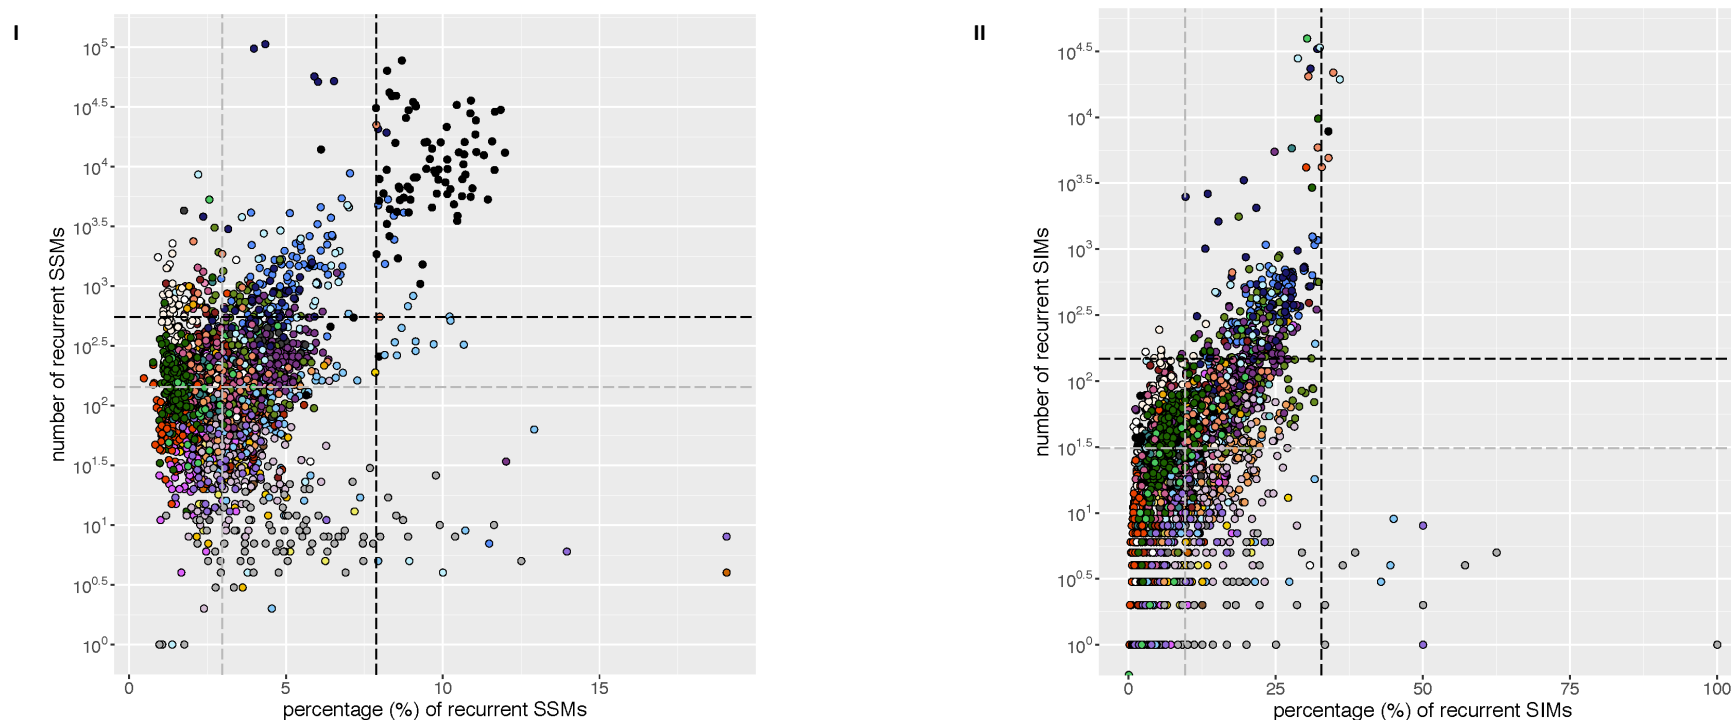 I
number of recurrent SSMs
10^5
10^4.5
10^4
10^3.5
10^3
10^2.5
10^2
10^1.5
10^1
10^0.5
10^0
0 5 10 15
percentage (%) of recurrent SSMs
II
number of recurrent SIMs
10^4.5
10^4
10^3.5
10^3
10^2.5
10^2
10^1.5
10^1
10^0.5
10^0
0 25 50 75 100
percentage (%) of recurrent SIMs